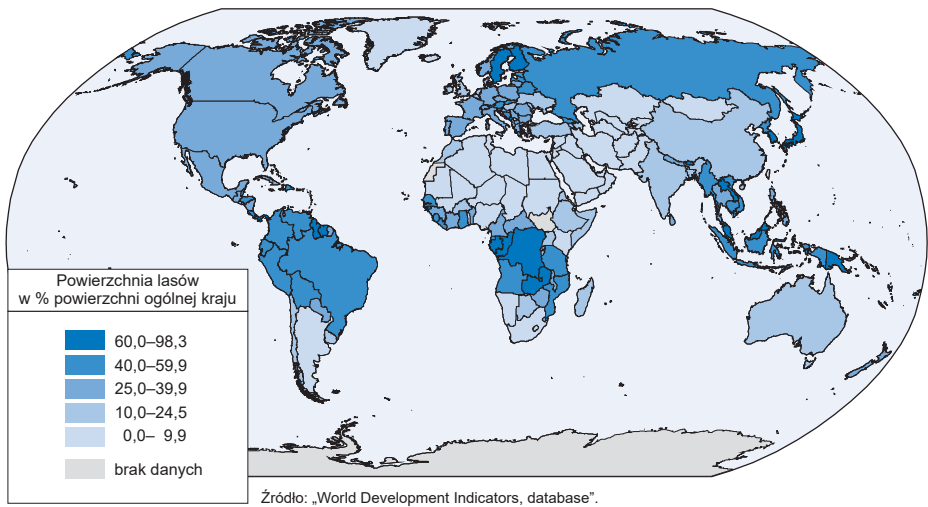 Powierzchnia lasów
w % powierzchni ogólnej kraju
60,0–98,3
40,0–59,9
25,0–39,9
10,0–24,5
0,0– 9,9
brak danych
Źródło: „World Development Indicators, database”.